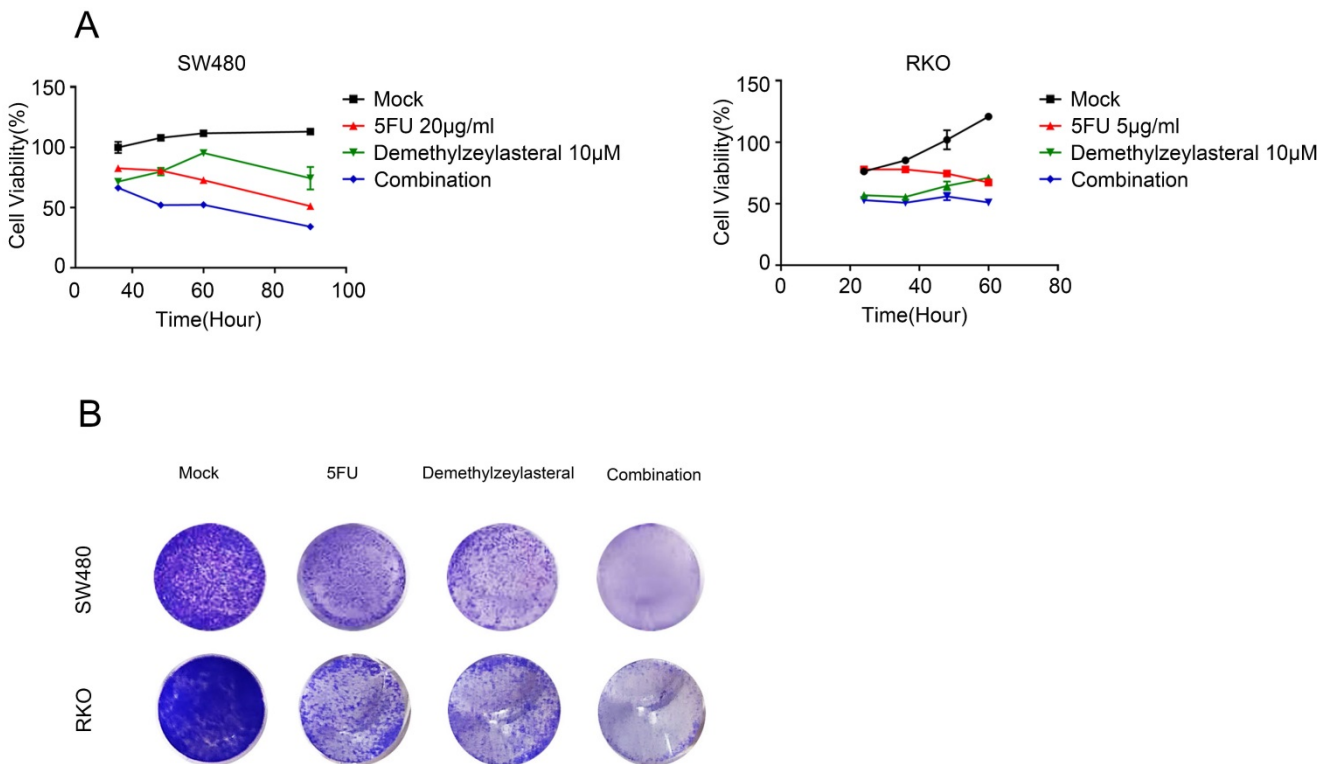 A
SW480
Cell Viability(%)
150
100
50
0
0
40
60
80
100
Time(Hour)
Mock
5FU 20μg/ml
Demethylzeylasteral 10μM
Combination
RKO
Cell Viability(%)
150
100
50
0
0
20
40
60
80
Time(Hour)
Mock
5FU 5μg/ml
Demethylzeylasteral 10μM
Combination
B
Mock 5FU Demethylzeylasteral Combination
SW480
RKO